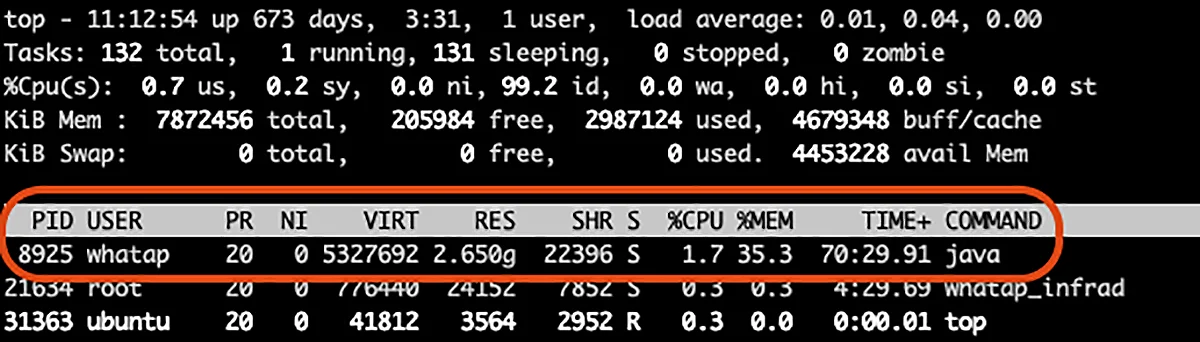 top - 11:12:54 up 673 days,  3:31,  1 user,  load average: 0.01, 0.04, 0.00
Tasks: 132 total,   1 running, 131 sleeping,   0 stopped,   0 zombie
%Cpu(s):  0.7 us,  0.2 sy,  0.0 ni, 99.2 id,  0.0 wa,  0.0 hi,  0.0 si,  0.0 st
KiB Mem :  7872456 total,   205984 free,  2987124 used,  4679348 buff/cache
KiB Swap:        0 total,        0 free,        0 used.  4453228 avail Mem
PID USER      PR  NI    VIRT    RES    SHR S  %CPU %MEM     TIME+ COMMAND
8925 whatap    20   0 5327692 2.650g  22396 S   1.7 35.3  70:29.91 java
21634 root      20   0  776440  24152   7852 S   0.3  0.3   4:29.69 whatap_infrad
31363 ubuntu    20   0   41812   3564   2952 R   0.3  0.0   0:00.01 top